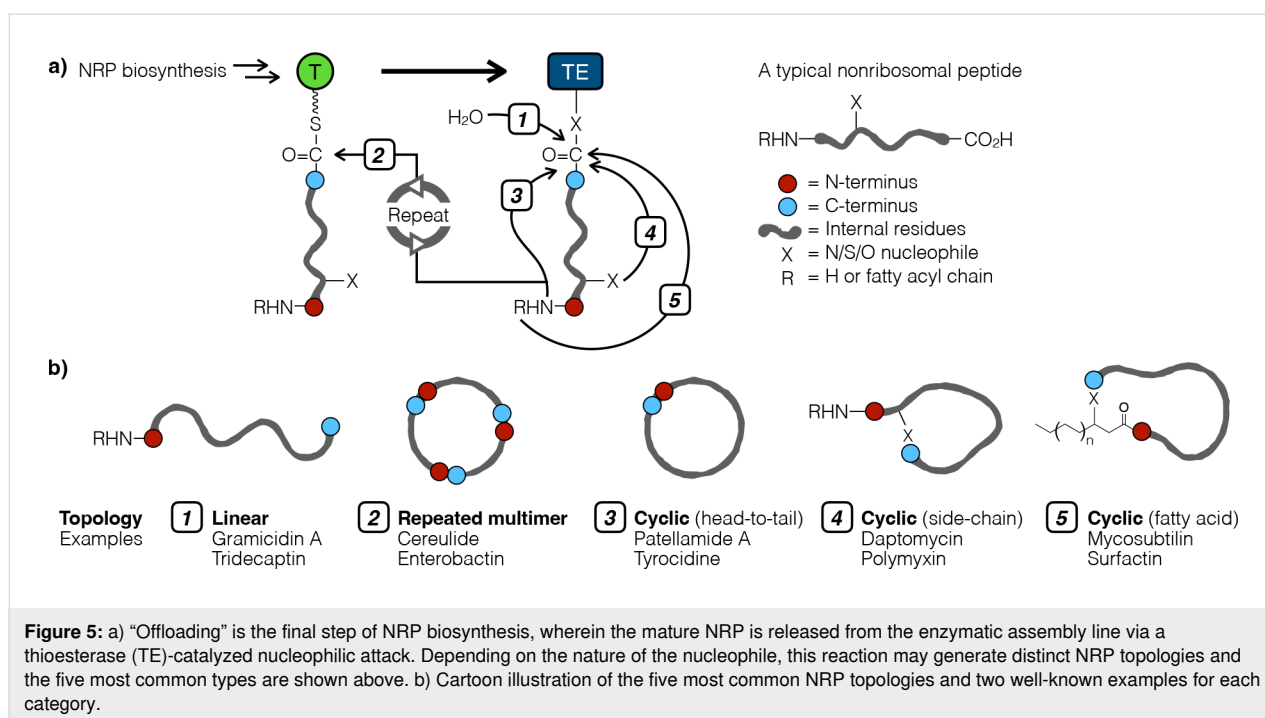 a) NRP biosynthesis
T
TE
S
O=C
2
Repeat
X
RHN
H₂O
1
X
O=C
3
4
X
5
RHN
A typical nonribosomal peptide
X
RHN
CO₂H
= N-terminus
= C-terminus
= Internal residues
X = N/S/O nucleophile
R = H or fatty acyl chain
b)
RHN
RHN
X
X
O
n
Topology
Examples
1 Linear
Gramicidin A
Tridecaptin
2 Repeated multimer
Cereulide
Enterobactin
3 Cyclic (head-to-tail)
Patellamide A
Tyrocidine
4 Cyclic (side-chain)
Daptomycin
Polymyxin
5 Cyclic (fatty acid)
Mycosubtilin
Surfactin
Figure 5: a) “Offloading” is the final step of NRP biosynthesis, wherein the mature NRP is released from the enzymatic assembly line via a
thioesterase (TE)-catalyzed nucleophilic attack. Depending on the nature of the nucleophile, this reaction may generate distinct NRP topologies and
the five most common types are shown above. b) Cartoon illustration of the five most common NRP topologies and two well-known examples for each
category.